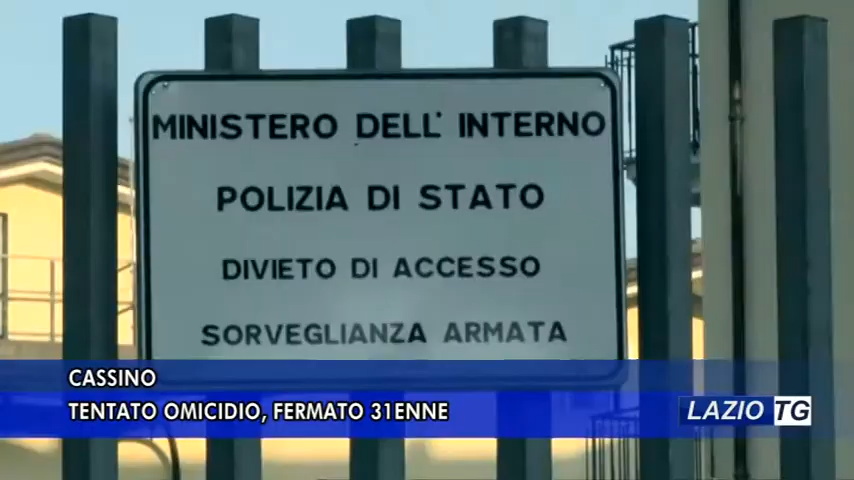 MINISTERO DELL' INTERNO
POLIZIA DI STATO
DIVIETO DI ACCESSO
SORVEGLIANZA ARMATA
CASSINO
TENTATO OMICIDIO, FERMATO 31ENNE
LAZIO TG